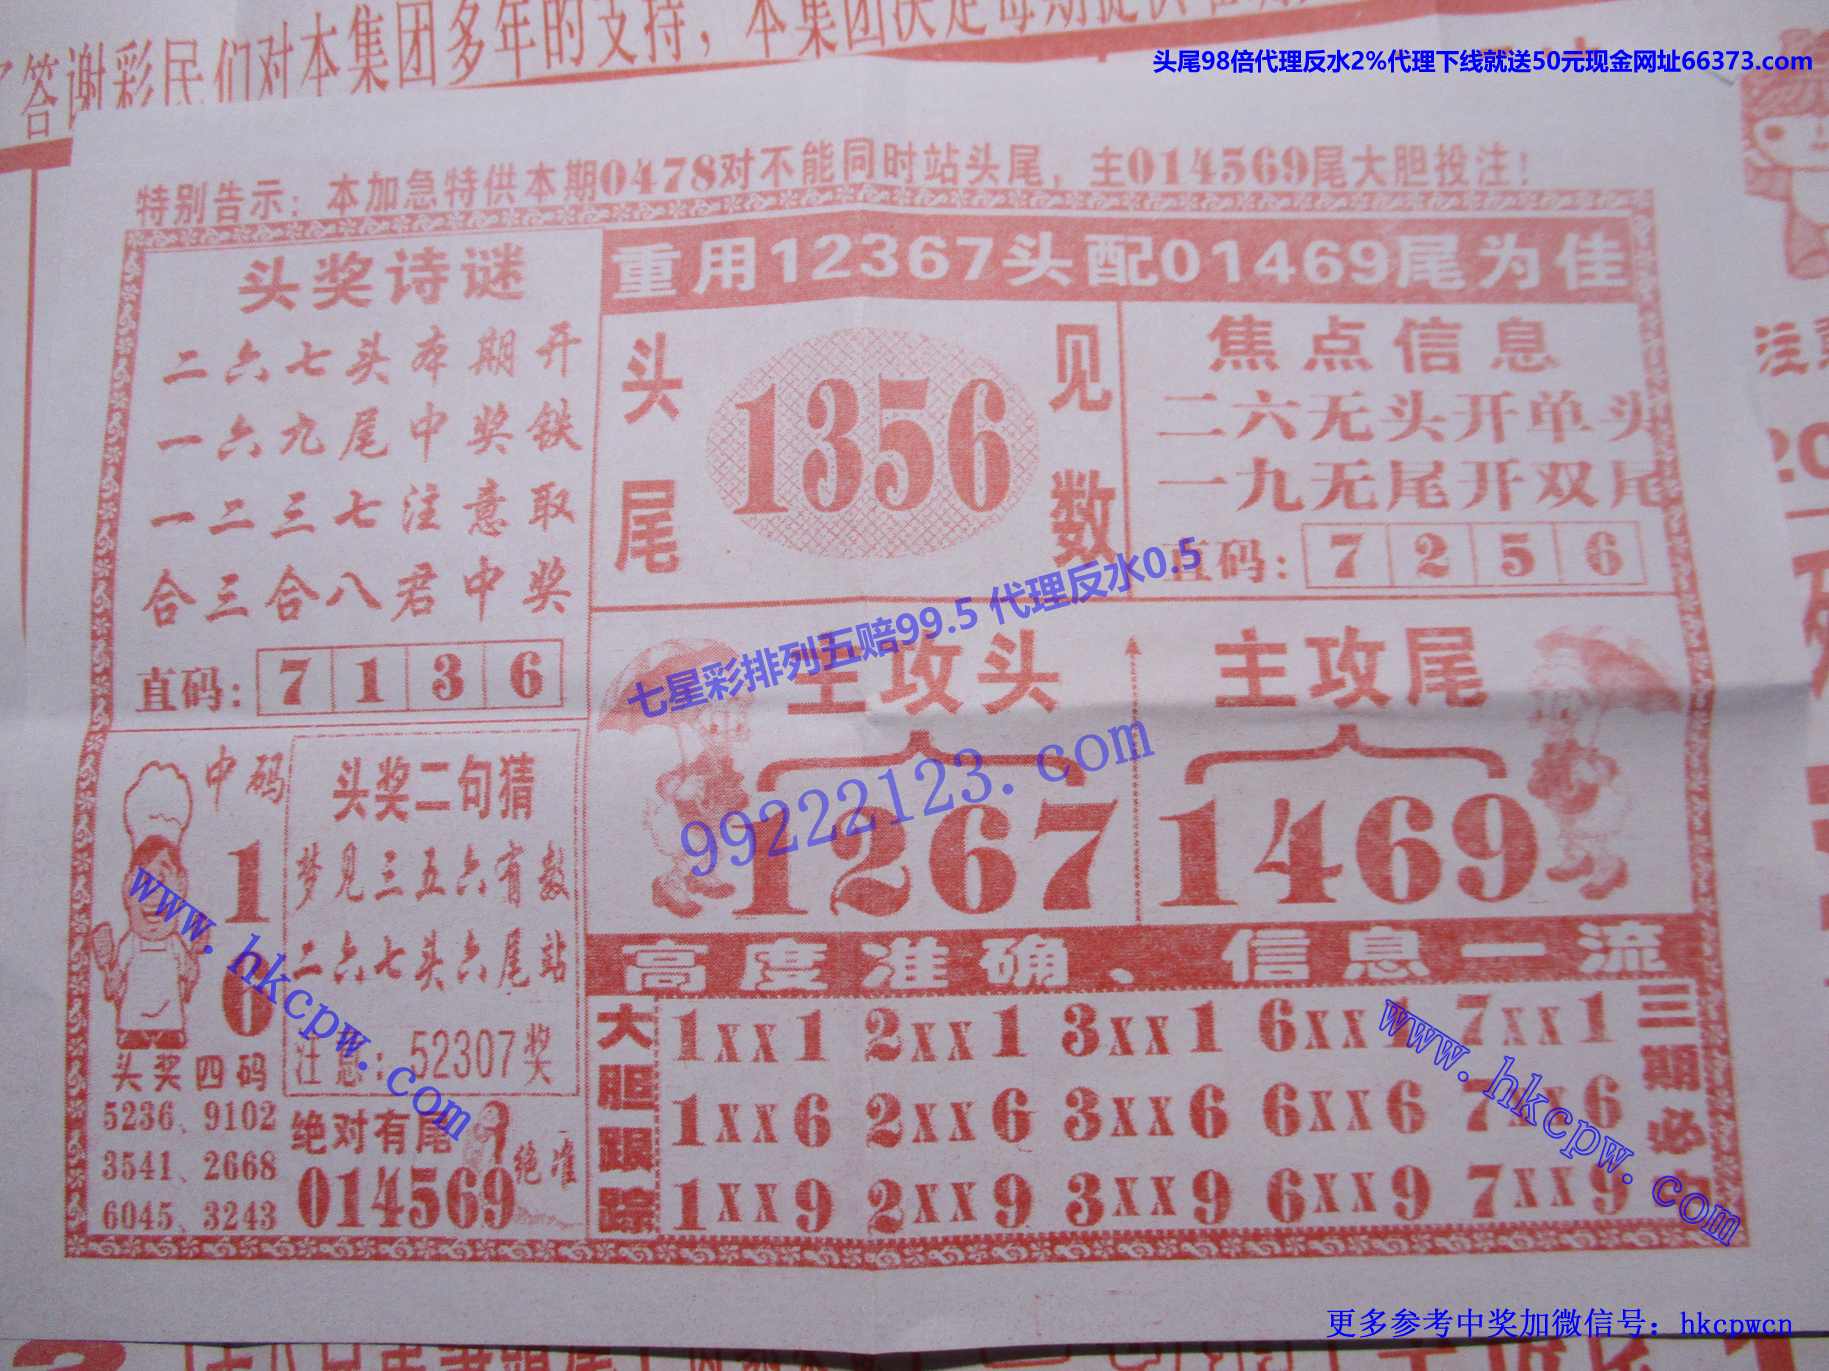 答谢彩民们对本集团多年的支持，本集团决定每期提供
头尾98倍代理反水2%代理下线就送50元现金网址66373.com
特别告示：本加急特供本期0478对不能同时站头尾，主014569尾大胆投注！
头奖诗谜
二六七头本期开
一六九尾中奖铁
一二三七注意取
合三合八君中奖
直码：7136
重用12367头配01469尾为佳
头尾
1356
见数
焦点信息
二六无头开单头
一九无尾开双尾
直码：7256
七星彩排列五赔99.5 代理反水0.5
99222123.com
主攻头
1267
主攻尾
1469
中码
1
6
头奖四码
5236、9102
3541、2668
6045、3243
头奖二句猜
梦见三五六有数
二六七头六尾站
注意：52307奖
绝对有尾
014569
绝准
高度准确、信息一流
大胆跟踪
1xx1 2xx1 3xx1 6xx1 7xx1
1xx6 2xx6 3xx6 6xx6 7xx6
1xx9 2xx9 3xx9 6xx9 7xx9
三期必
www.hkcpw.com
www.hkcpw.com
更多参考中奖加微信号：hkcpwcn